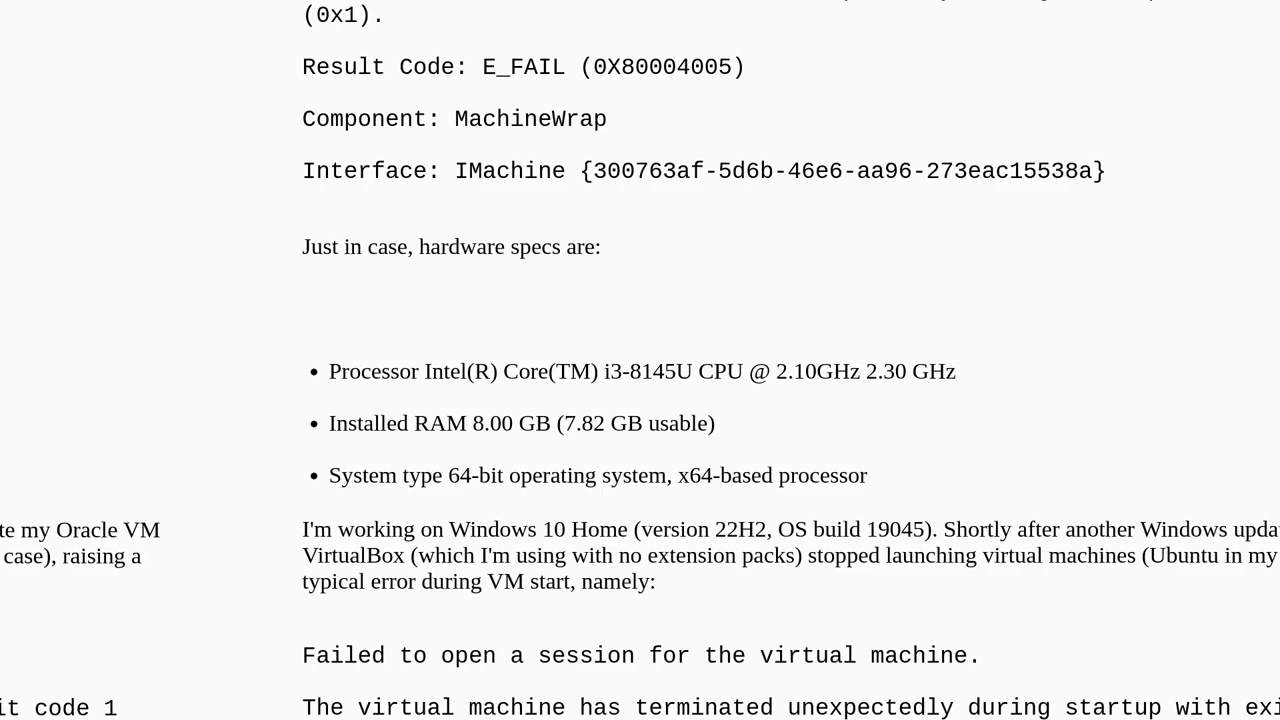 (0x1).
Result Code: E_FAIL (0X80004005)
Component: MachineWrap
Interface: IMachine {300763af-5d6b-46e6-aa96-273eac15538a}
Just in case, hardware specs are:
• Processor Intel(R) Core(TM) i3-8145U CPU @ 2.10GHz 2.30 GHz
• Installed RAM 8.00 GB (7.82 GB usable)
• System type 64-bit operating system, x64-based processor
te my Oracle VM
case), raising a
it code 1
I'm working on Windows 10 Home (version 22H2, OS build 19045). Shortly after another Windows upda
VirtualBox (which I'm using with no extension packs) stopped launching virtual machines (Ubuntu in my
typical error during VM start, namely:
Failed to open a session for the virtual machine.
The virtual machine has terminated unexpectedly during startup with exi